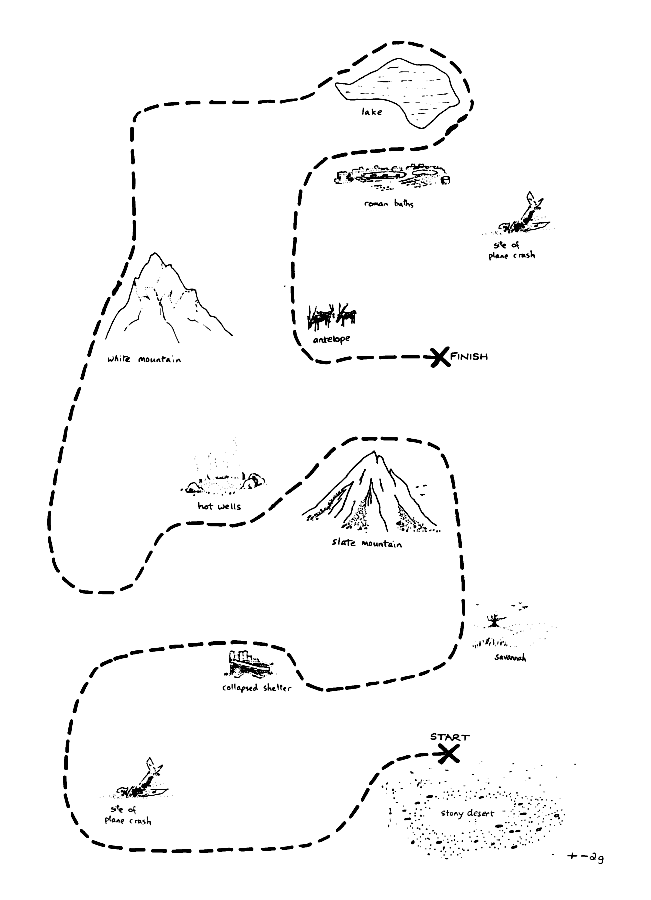 lake
roman baths
site of
plane crash
antelope
FINISH
white mountain
hot wells
slate mountain
savannah
collapsed shelter
START
site of
plane crash
stony desert